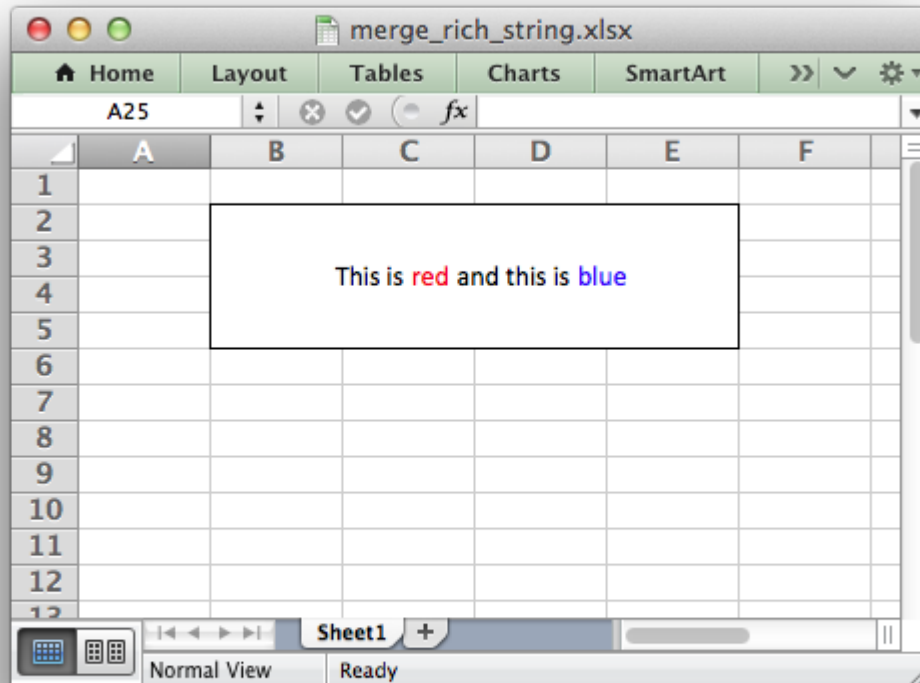 merge_rich_string.xlsx
Home Layout Tables Charts SmartArt
A25 fx
A B C D E F
1
2
3
This is red and this is blue
4
5
6
7
8
9
10
11
12
13
Sheet1 +
Normal View Ready